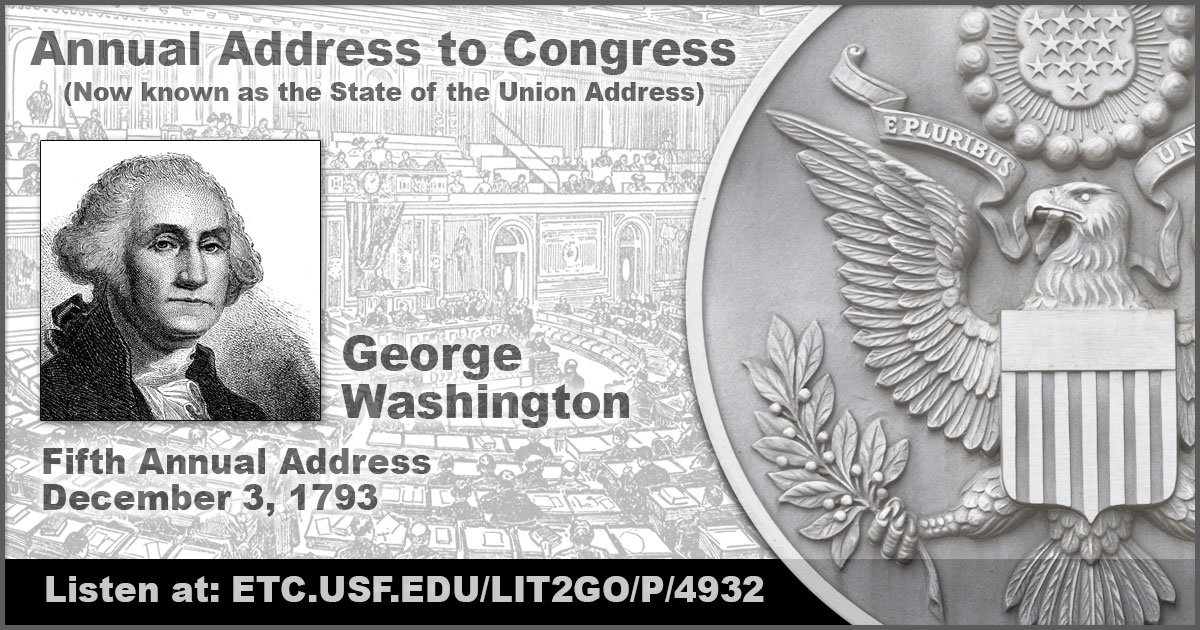 Annual Address to Congress
(Now known as the State of the Union Address)
E PLURIBUS
UN
George
Washington
Fifth Annual Address
December 3, 1793
Listen at: ETC.USF.EDU/LIT2GO/P/4932